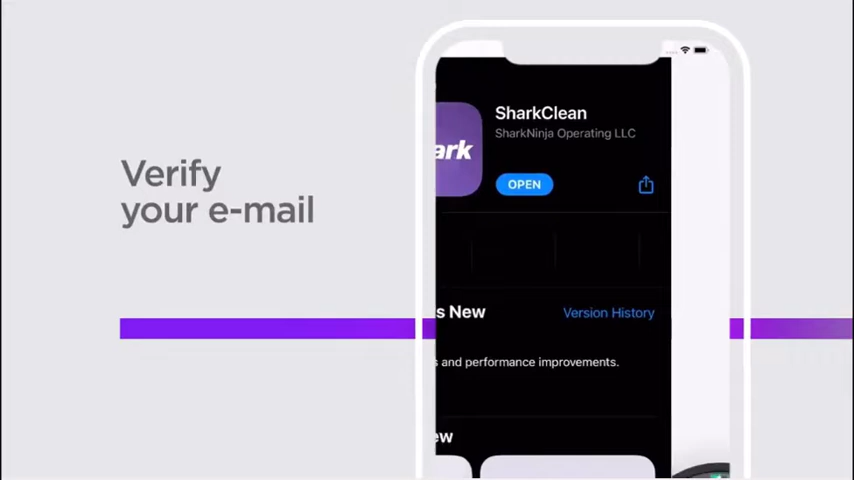 Verify
your e-mail
ark
SharkClean
SharkNinja Operating LLC
OPEN
s New
Version History
s and performance improvements.
ew